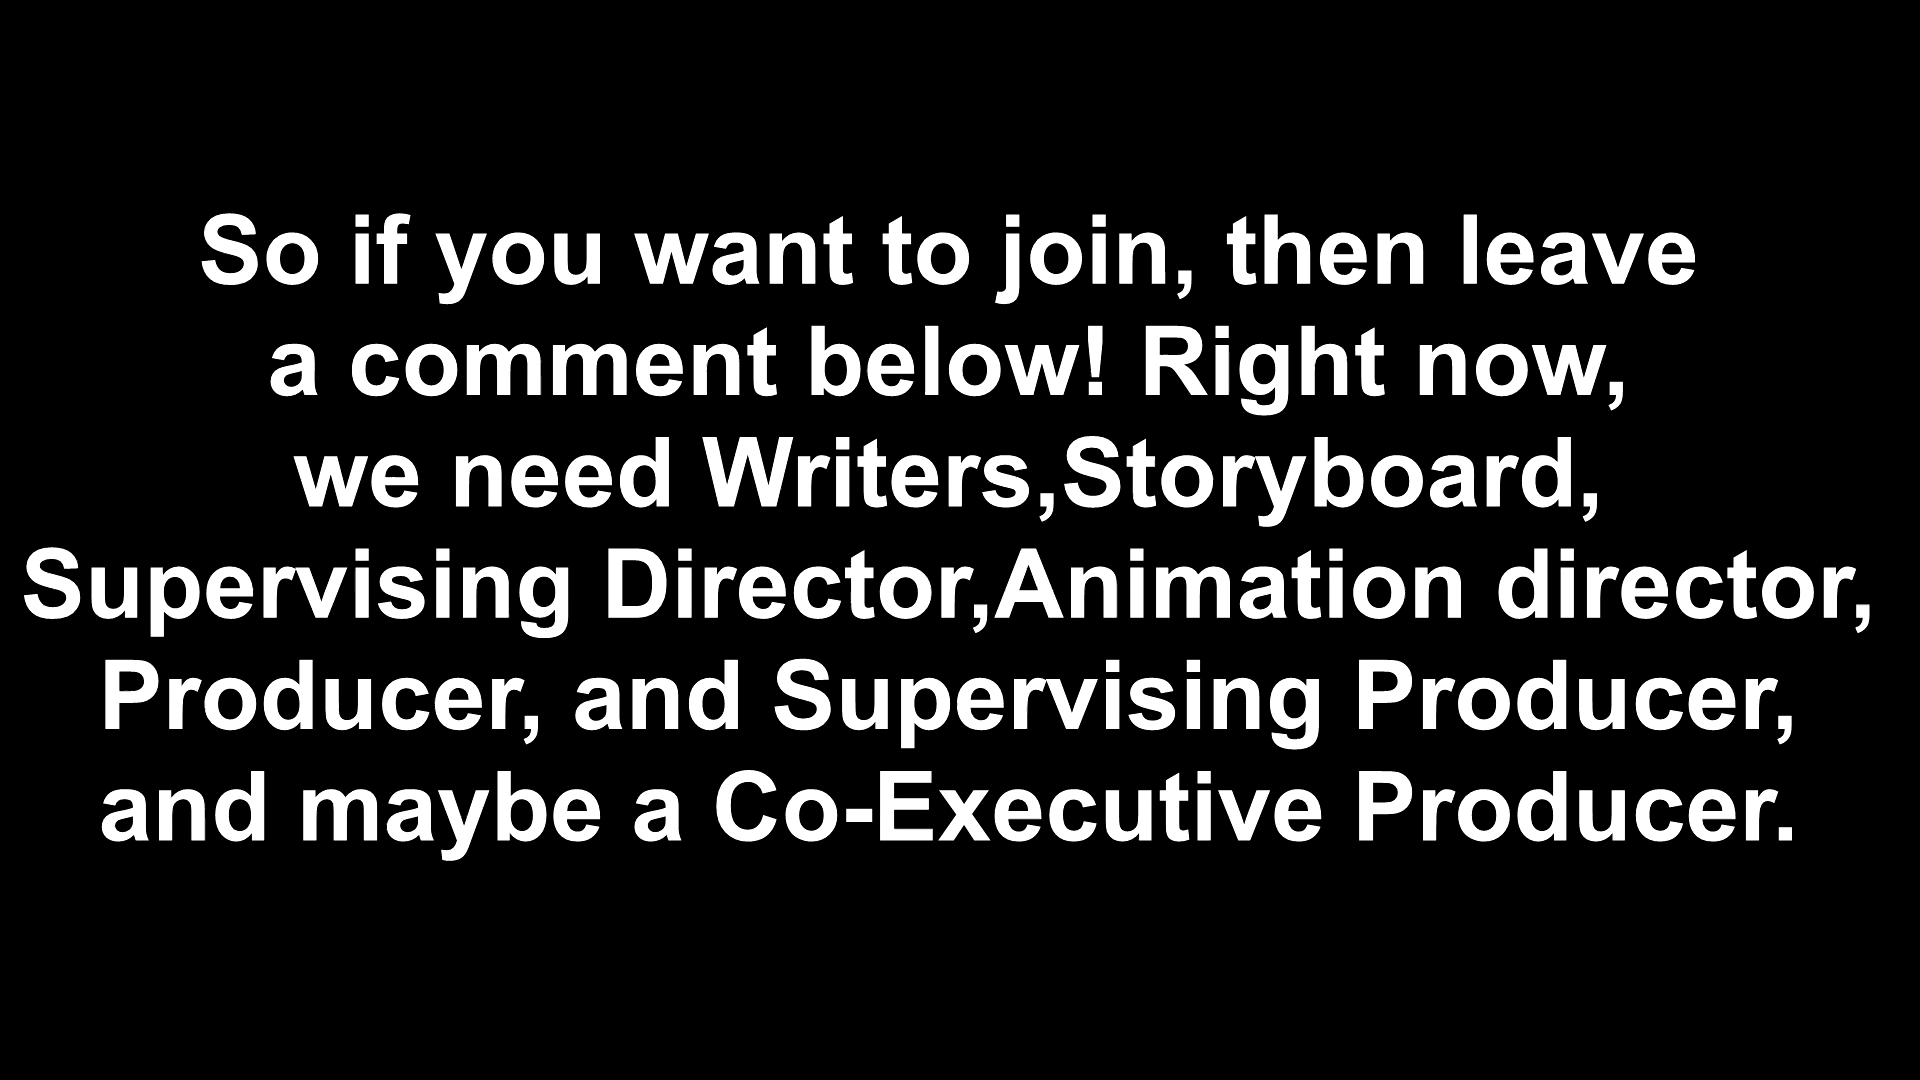 So if you want to join, then leave
a comment below! Right now,
we need Writers,Storyboard,
Supervising Director,Animation director,
Producer, and Supervising Producer,
and maybe a Co-Executive Producer.